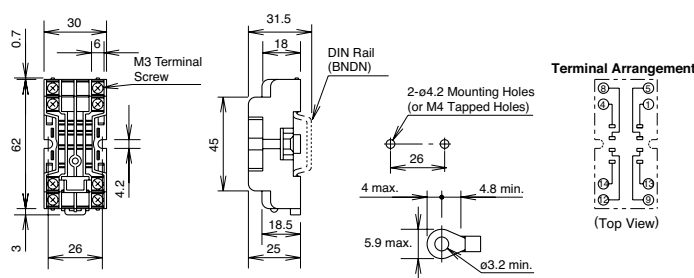 30
6
0.7
M3 Terminal
Screw
62
4.2
3
26
31.5
18
DIN Rail
(BNDN)
45
18.5
25
2-ø4.2 Mounting Holes
(or M4 Tapped Holes)
26
4 max.
4.8 min.
5.9 max.
ø3.2 min.
Terminal Arrangement
8 5
4 1
14 13
12 9
(Top View)